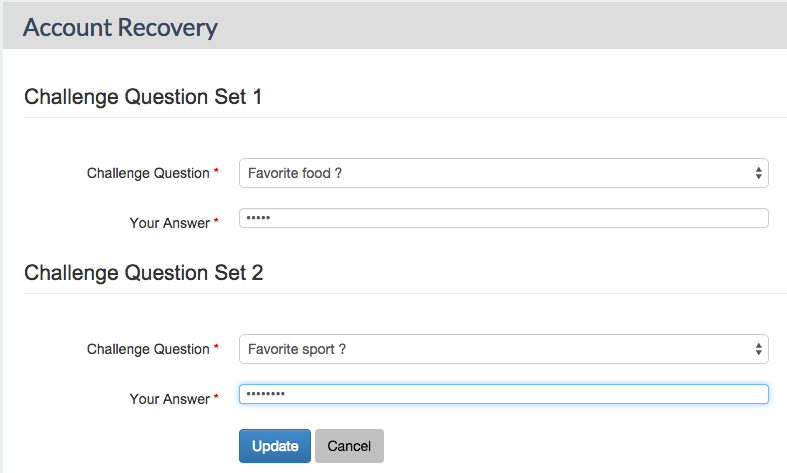 Account Recovery
Challenge Question Set 1
Challenge Question * Favorite food ?
Your Answer * •••••
Challenge Question Set 2
Challenge Question * Favorite sport ?
Your Answer * ••••••••
Update Cancel